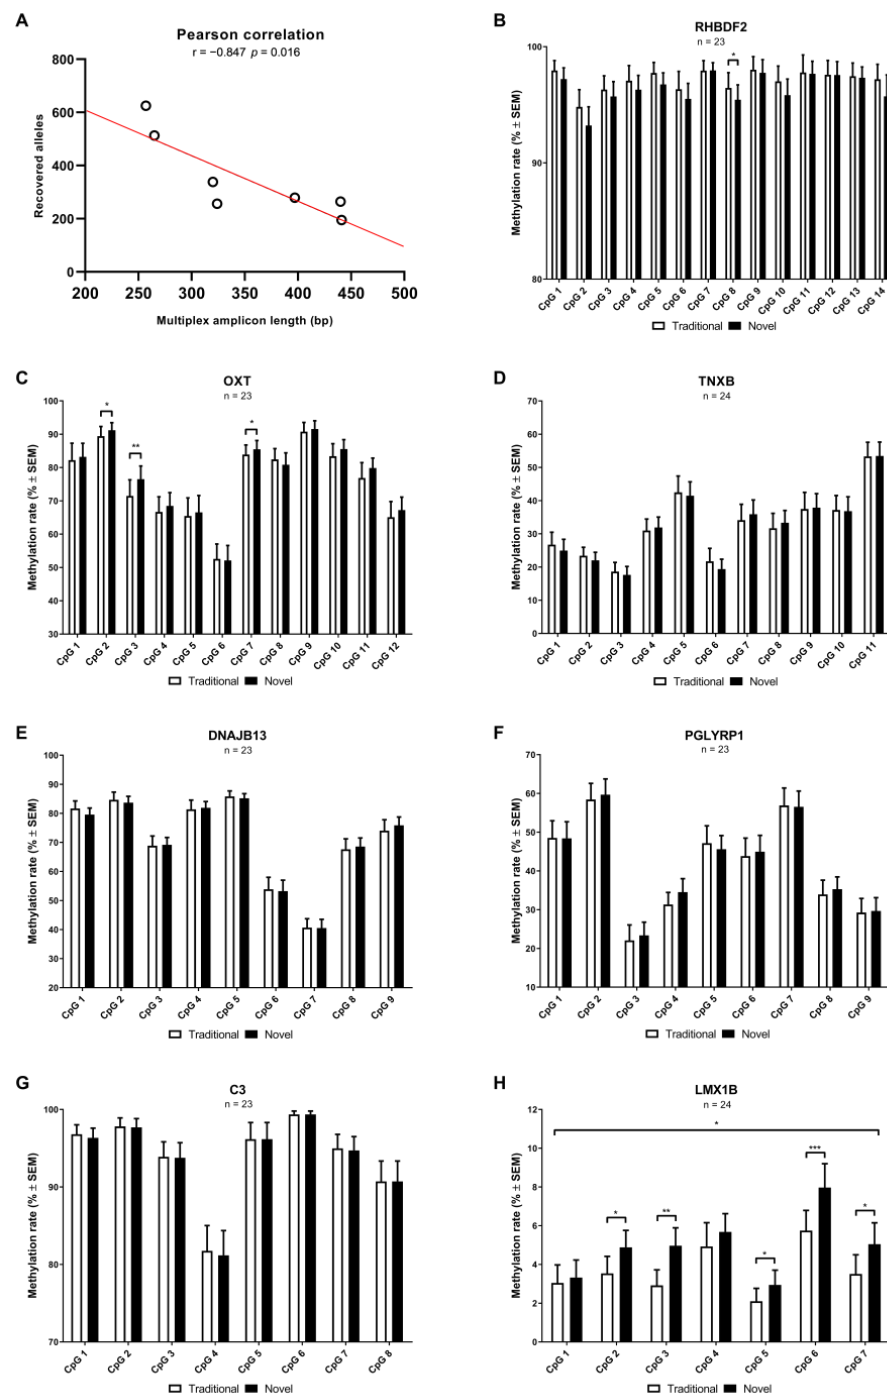 A
Pearson correlation
r = −0.847 p = 0.016
Recovered alleles
800
600
400
200
0
200 250 300 350 400 450 500
Multiplex amplicon length (bp)
B
RHBDF2
n = 23
Methylation rate (% ± SEM)
100
90
80
*
CpG 1 CpG 2 CpG 3 CpG 4 CpG 5 CpG 6 CpG 7 CpG 8 CpG 9 CpG 10 CpG 11 CpG 12 CpG 13 CpG 14
Traditional Novel
C
OXT
n = 23
Methylation rate (% ± SEM)
100
90
80
70
60
50
40
30
* ** *
CpG 1 CpG 2 CpG 3 CpG 4 CpG 5 CpG 6 CpG 7 CpG 8 CpG 9 CpG 10 CpG 11 CpG 12
Traditional Novel
D
TNXB
n = 24
Methylation rate (% ± SEM)
70
60
50
40
30
20
10
0
CpG 1 CpG 2 CpG 3 CpG 4 CpG 5 CpG 6 CpG 7 CpG 8 CpG 9 CpG 10 CpG 11
Traditional Novel
E
DNAJB13
n = 23
Methylation rate (% ± SEM)
100
90
80
70
60
50
40
30
20
CpG 1 CpG 2 CpG 3 CpG 4 CpG 5 CpG 6 CpG 7 CpG 8 CpG 9
Traditional Novel
F
PGLYRP1
n = 23
Methylation rate (% ± SEM)
70
60
50
40
30
20
10
CpG 1 CpG 2 CpG 3 CpG 4 CpG 5 CpG 6 CpG 7 CpG 8 CpG 9
Traditional Novel
G
C3
n = 23
Methylation rate (% ± SEM)
100
90
80
70
CpG 1 CpG 2 CpG 3 CpG 4 CpG 5 CpG 6 CpG 7 CpG 8
Traditional Novel
H
LMX1B
n = 24
Methylation rate (% ± SEM)
12
10
8
6
4
2
0
*
* ** * *** *
CpG 1 CpG 2 CpG 3 CpG 4 CpG 5 CpG 6 CpG 7
Traditional Novel